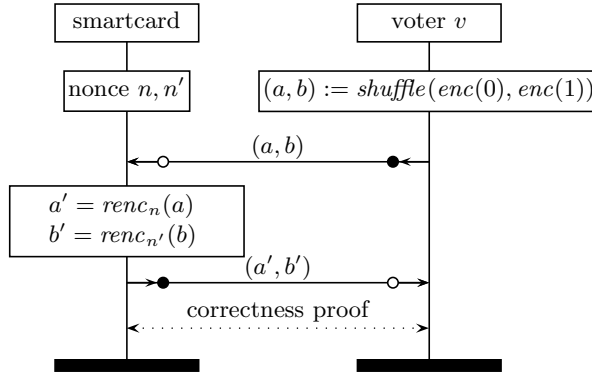 smartcard
voter v
nonce n, n′
(a, b) := shuffle(enc(0), enc(1))
(a, b)
a′ = renc_n(a)
b′ = renc_n′(b)
(a′, b′)
correctness proof